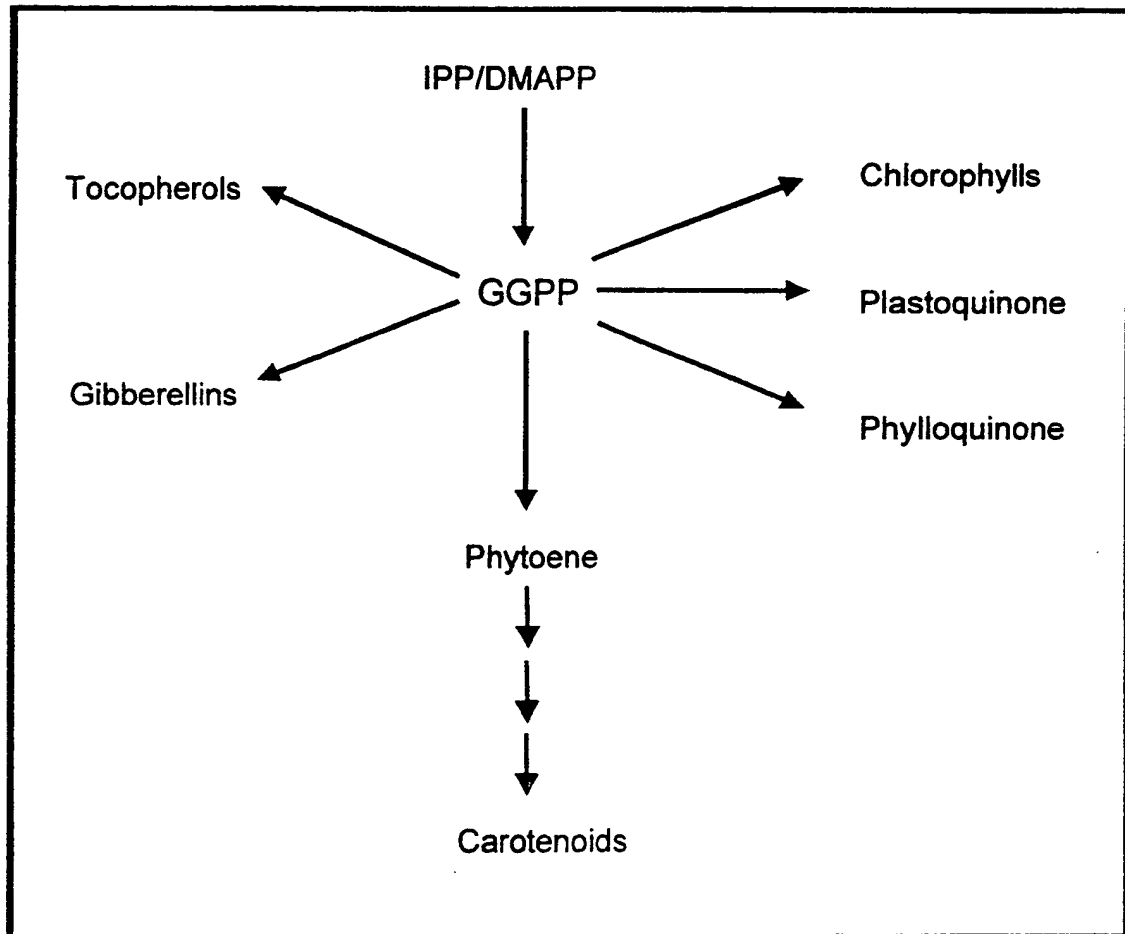 IPP/DMAPP
Tocopherols
Chlorophylls
GGPP
Plastoquinone
Gibberellins
Phylloquinone
Phytoene
Carotenoids